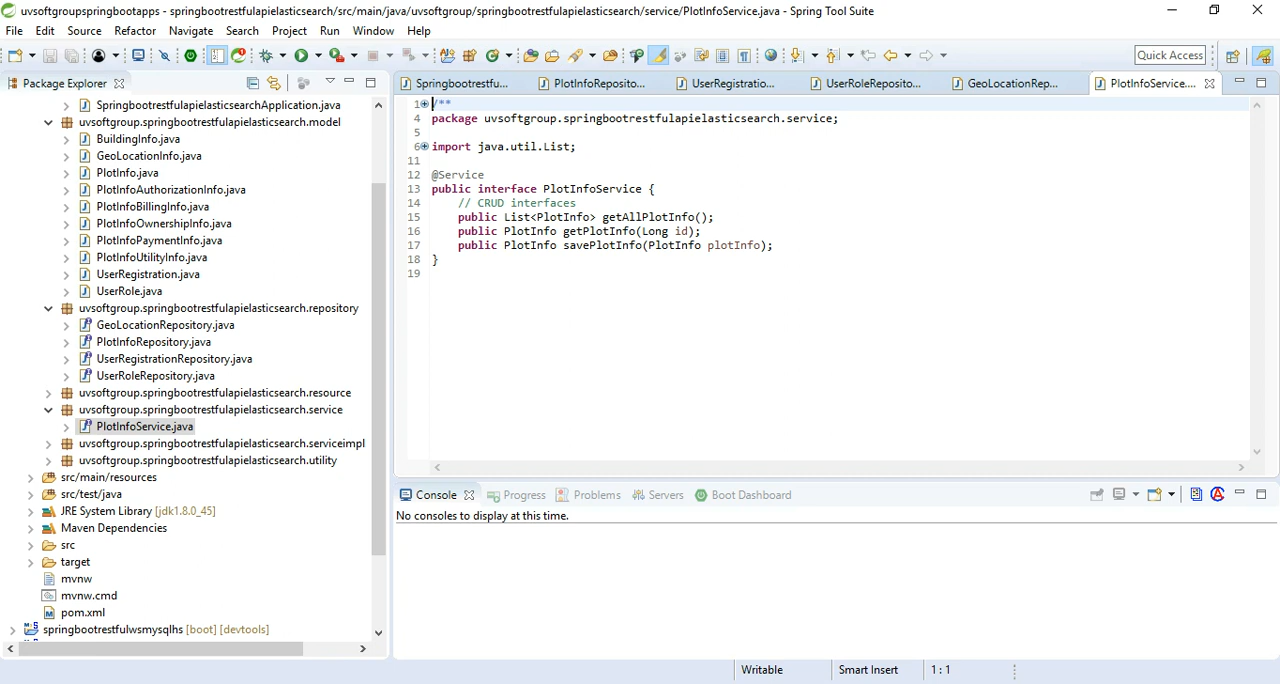 uvsoftgroupspringbootapps - springbootrestfulapielasticsearch/src/main/java/uvsoftgroup/springbootrestfulapielasticsearch/service/PlotInfoService.java - Spring Tool Suite
File Edit Source Refactor Navigate Search Project Run Window Help
Quick Access
Package Explorer
SpringbootrestfulapielasticsearchApplication.java
uvsoftgroup.springbootrestfulapielasticsearch.model
BuildingInfo.java
GeoLocationInfo.java
PlotInfo.java
PlotInfoAuthorizationInfo.java
PlotInfoBillingInfo.java
PlotInfoOwnershipInfo.java
PlotInfoPaymentInfo.java
PlotInfoUtilityInfo.java
UserRegistration.java
UserRole.java
uvsoftgroup.springbootrestfulapielasticsearch.repository
GeoLocationRepository.java
PlotInfoRepository.java
UserRegistrationRepository.java
UserRoleRepository.java
uvsoftgroup.springbootrestfulapielasticsearch.resource
uvsoftgroup.springbootrestfulapielasticsearch.service
PlotInfoService.java
uvsoftgroup.springbootrestfulapielasticsearch.serviceimpl
uvsoftgroup.springbootrestfulapielasticsearch.utility
src/main/resources
src/test/java
JRE System Library [jdk1.8.0_45]
Maven Dependencies
src
target
mvnw
mvnw.cmd
pom.xml
springbootrestfulwsmysqlhs [boot] [devtools]
Springbootrestfu... PlotInfoReposito... UserRegistratio... UserRoleReposito... GeoLocationRep... PlotInfoService....
1 /**
4 package uvsoftgroup.springbootrestfulapielasticsearch.service;
5
6 import java.util.List;
11
12 @Service
13 public interface PlotInfoService {
14 // CRUD interfaces
15 public List<PlotInfo> getAllPlotInfo();
16 public PlotInfo getPlotInfo(Long id);
17 public PlotInfo savePlotInfo(PlotInfo plotInfo);
18 }
19
Console Progress Problems Servers Boot Dashboard
No consoles to display at this time.
Writable Smart Insert 1 : 1